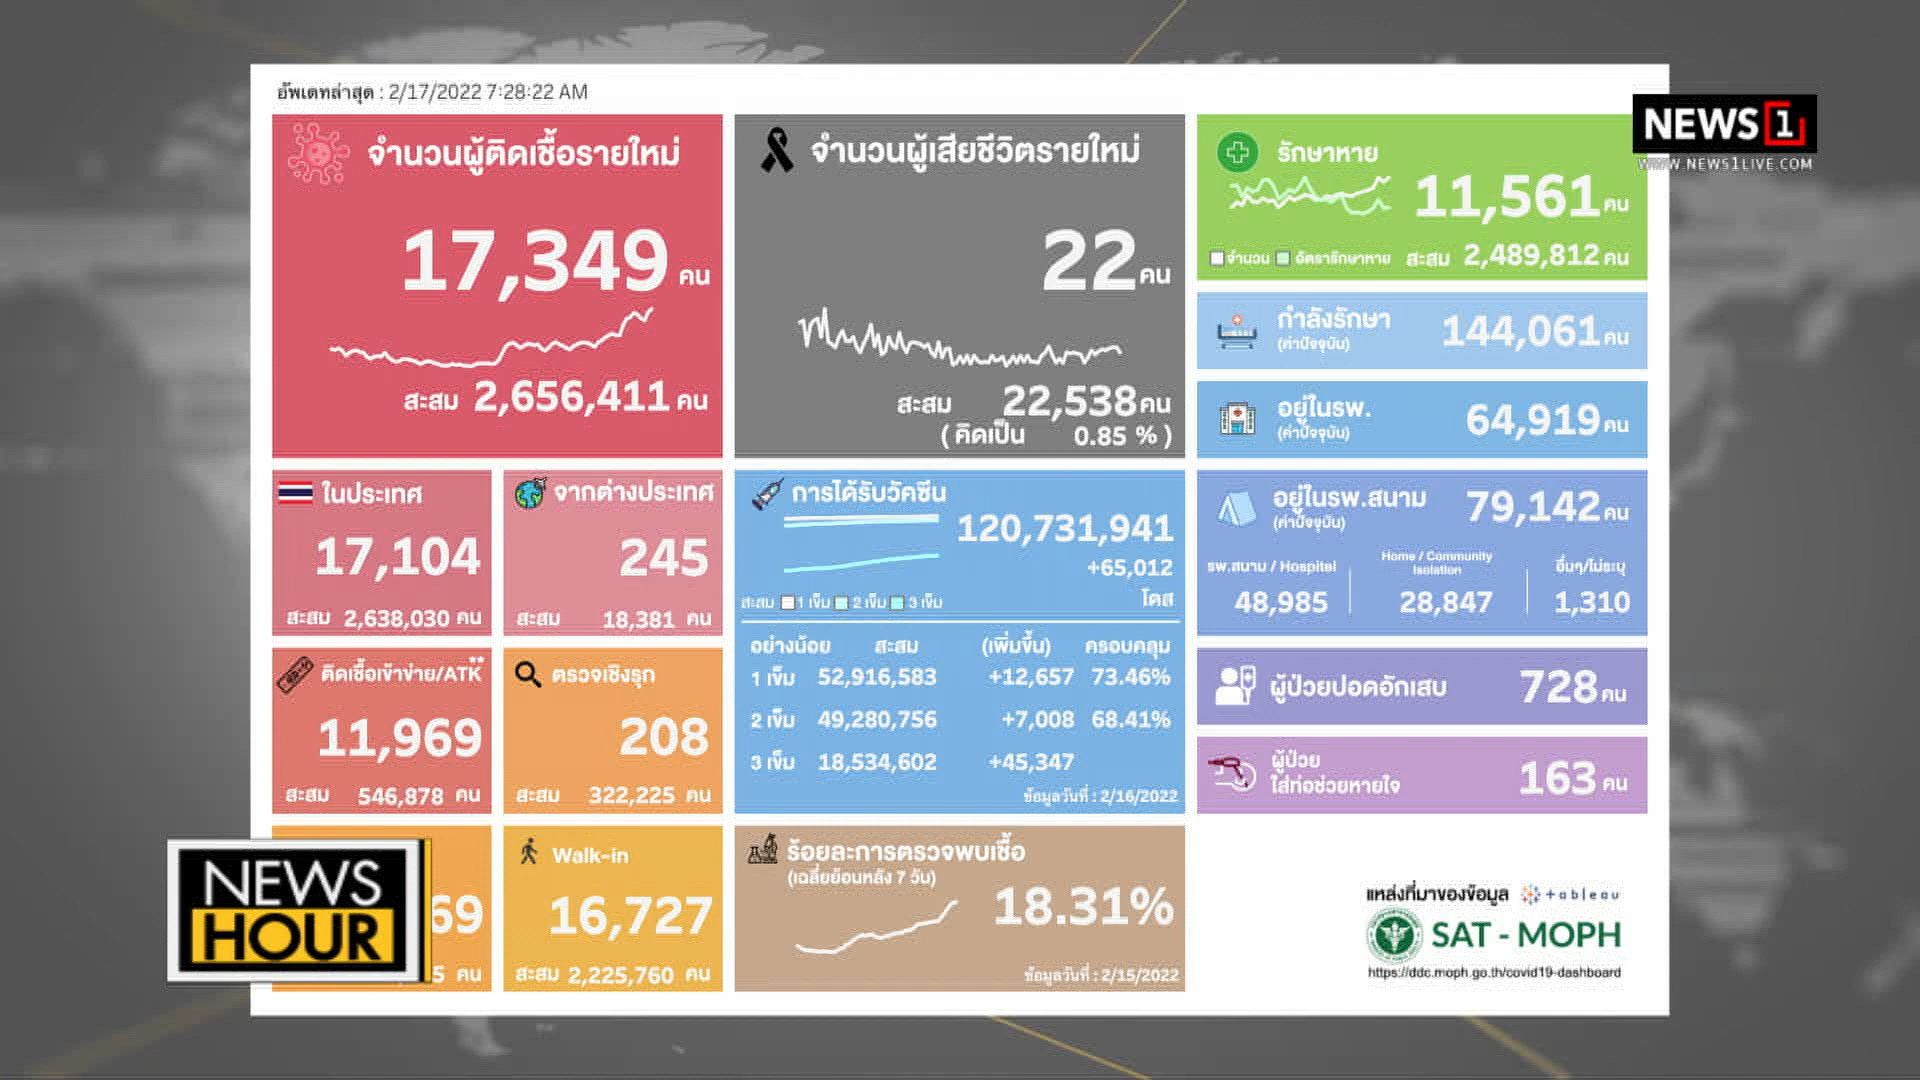 อัพเดทล่าสุด : 2/17/2022 7:28:22 AM
NEWS 1
WWW.NEWS1LIVE.COM
จำนวนผู้ติดเชื้อรายใหม่
17,349 คน
สะสม 2,656,411 คน
จำนวนผู้เสียชีวิตรายใหม่
22 คน
สะสม 22,538 คน
( คิดเป็น 0.85 % )
รักษาหาย
11,561 คน
จำนวน อัตรารักษาหาย สะสม 2,489,812 คน
กำลังรักษา
(ค่าปัจจุบัน)
144,061 คน
อยู่ในรพ.
(ค่าปัจจุบัน)
64,919 คน
ในประเทศ
17,104
สะสม 2,638,030 คน
จากต่างประเทศ
245
สะสม 18,381 คน
การได้รับวัคซีน
120,731,941
+65,012
โดส
สะสม 1 เข็ม 2 เข็ม 3 เข็ม
อย่างน้อย สะสม (เพิ่มขึ้น) ครอบคลุม
1 เข็ม 52,916,583 +12,657 73.46%
2 เข็ม 49,280,756 +7,008 68.41%
3 เข็ม 18,534,602 +45,347
ข้อมูลวันที่ : 2/16/2022
อยู่ในรพ.สนาม
(ค่าปัจจุบัน)
79,142 คน
รพ.สนาม / Hospitel
48,985
Home / Community
Isolation
28,847
อื่นๆ/ไม่ระบุ
1,310
ติดเชื้อเข้าข่าย/ATK**
11,969
สะสม 546,878 คน
ตรวจเชิงรุก
208
สะสม 322,225 คน
ผู้ป่วยปอดอักเสบ
728 คน
ผู้ป่วย
ใส่ท่อช่วยหายใจ
163 คน
NEWS
HOUR
69
5 คน
Walk-in
16,727
สะสม 2,225,760 คน
ร้อยละการตรวจพบเชื้อ
(เฉลี่ยย้อนหลัง 7 วัน)
18.31%
ข้อมูลวันที่ : 2/15/2022
แหล่งที่มาของข้อมูล +ableau
SAT - MOPH
https://ddc.moph.go.th/covid19-dashboard